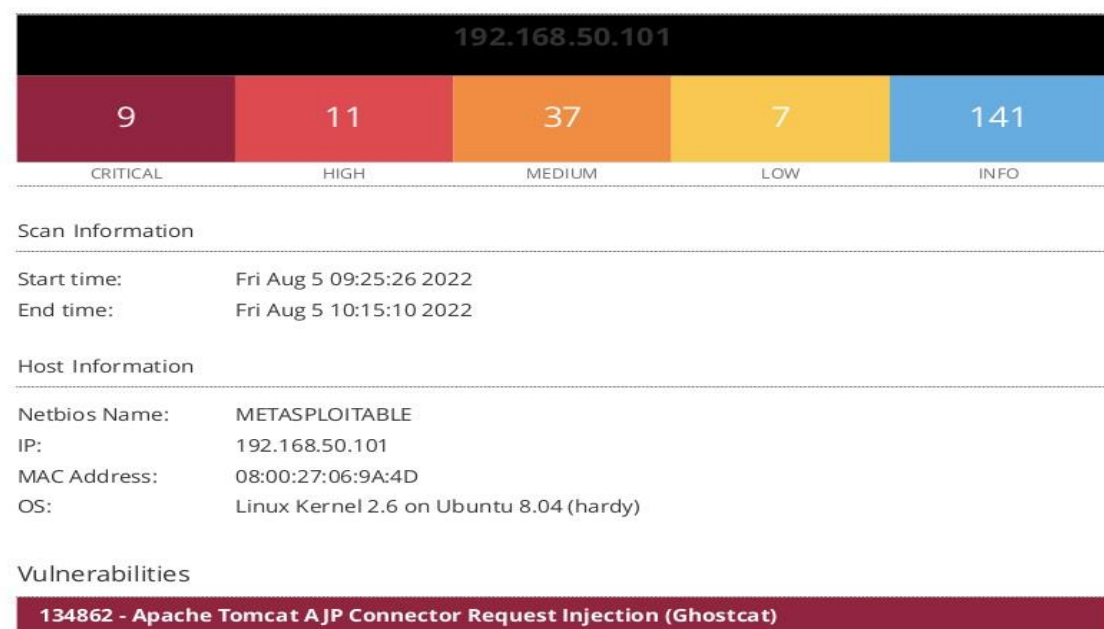 192.168.50.101
9 11 37 7 141
CRITICAL HIGH MEDIUM LOW INFO
Scan Information
Start time: Fri Aug 5 09:25:26 2022
End time: Fri Aug 5 10:15:10 2022
Host Information
Netbios Name: METASPLOITABLE
IP: 192.168.50.101
MAC Address: 08:00:27:06:9A:4D
OS: Linux Kernel 2.6 on Ubuntu 8.04 (hardy)
Vulnerabilities
134862 - Apache Tomcat AJP Connector Request Injection (Ghostcat)